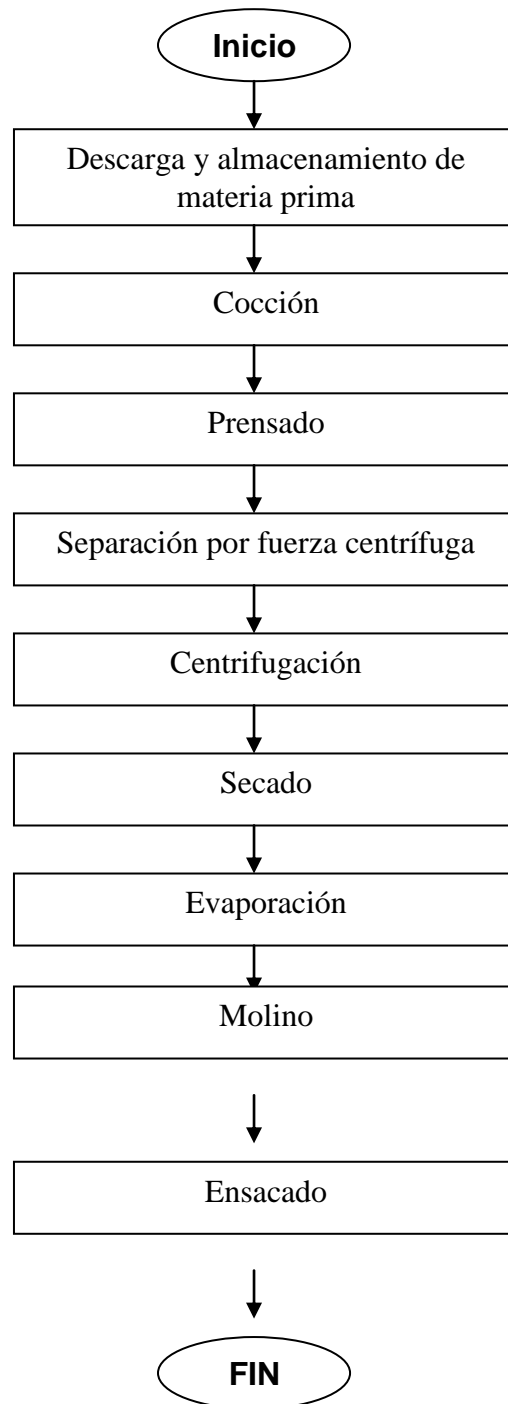 Inicio
Descarga y almacenamiento de
materia prima
Cocción
Prensado
Separación por fuerza centrífuga
Centrifugación
Secado
Evaporación
Molino
Ensacado
FIN